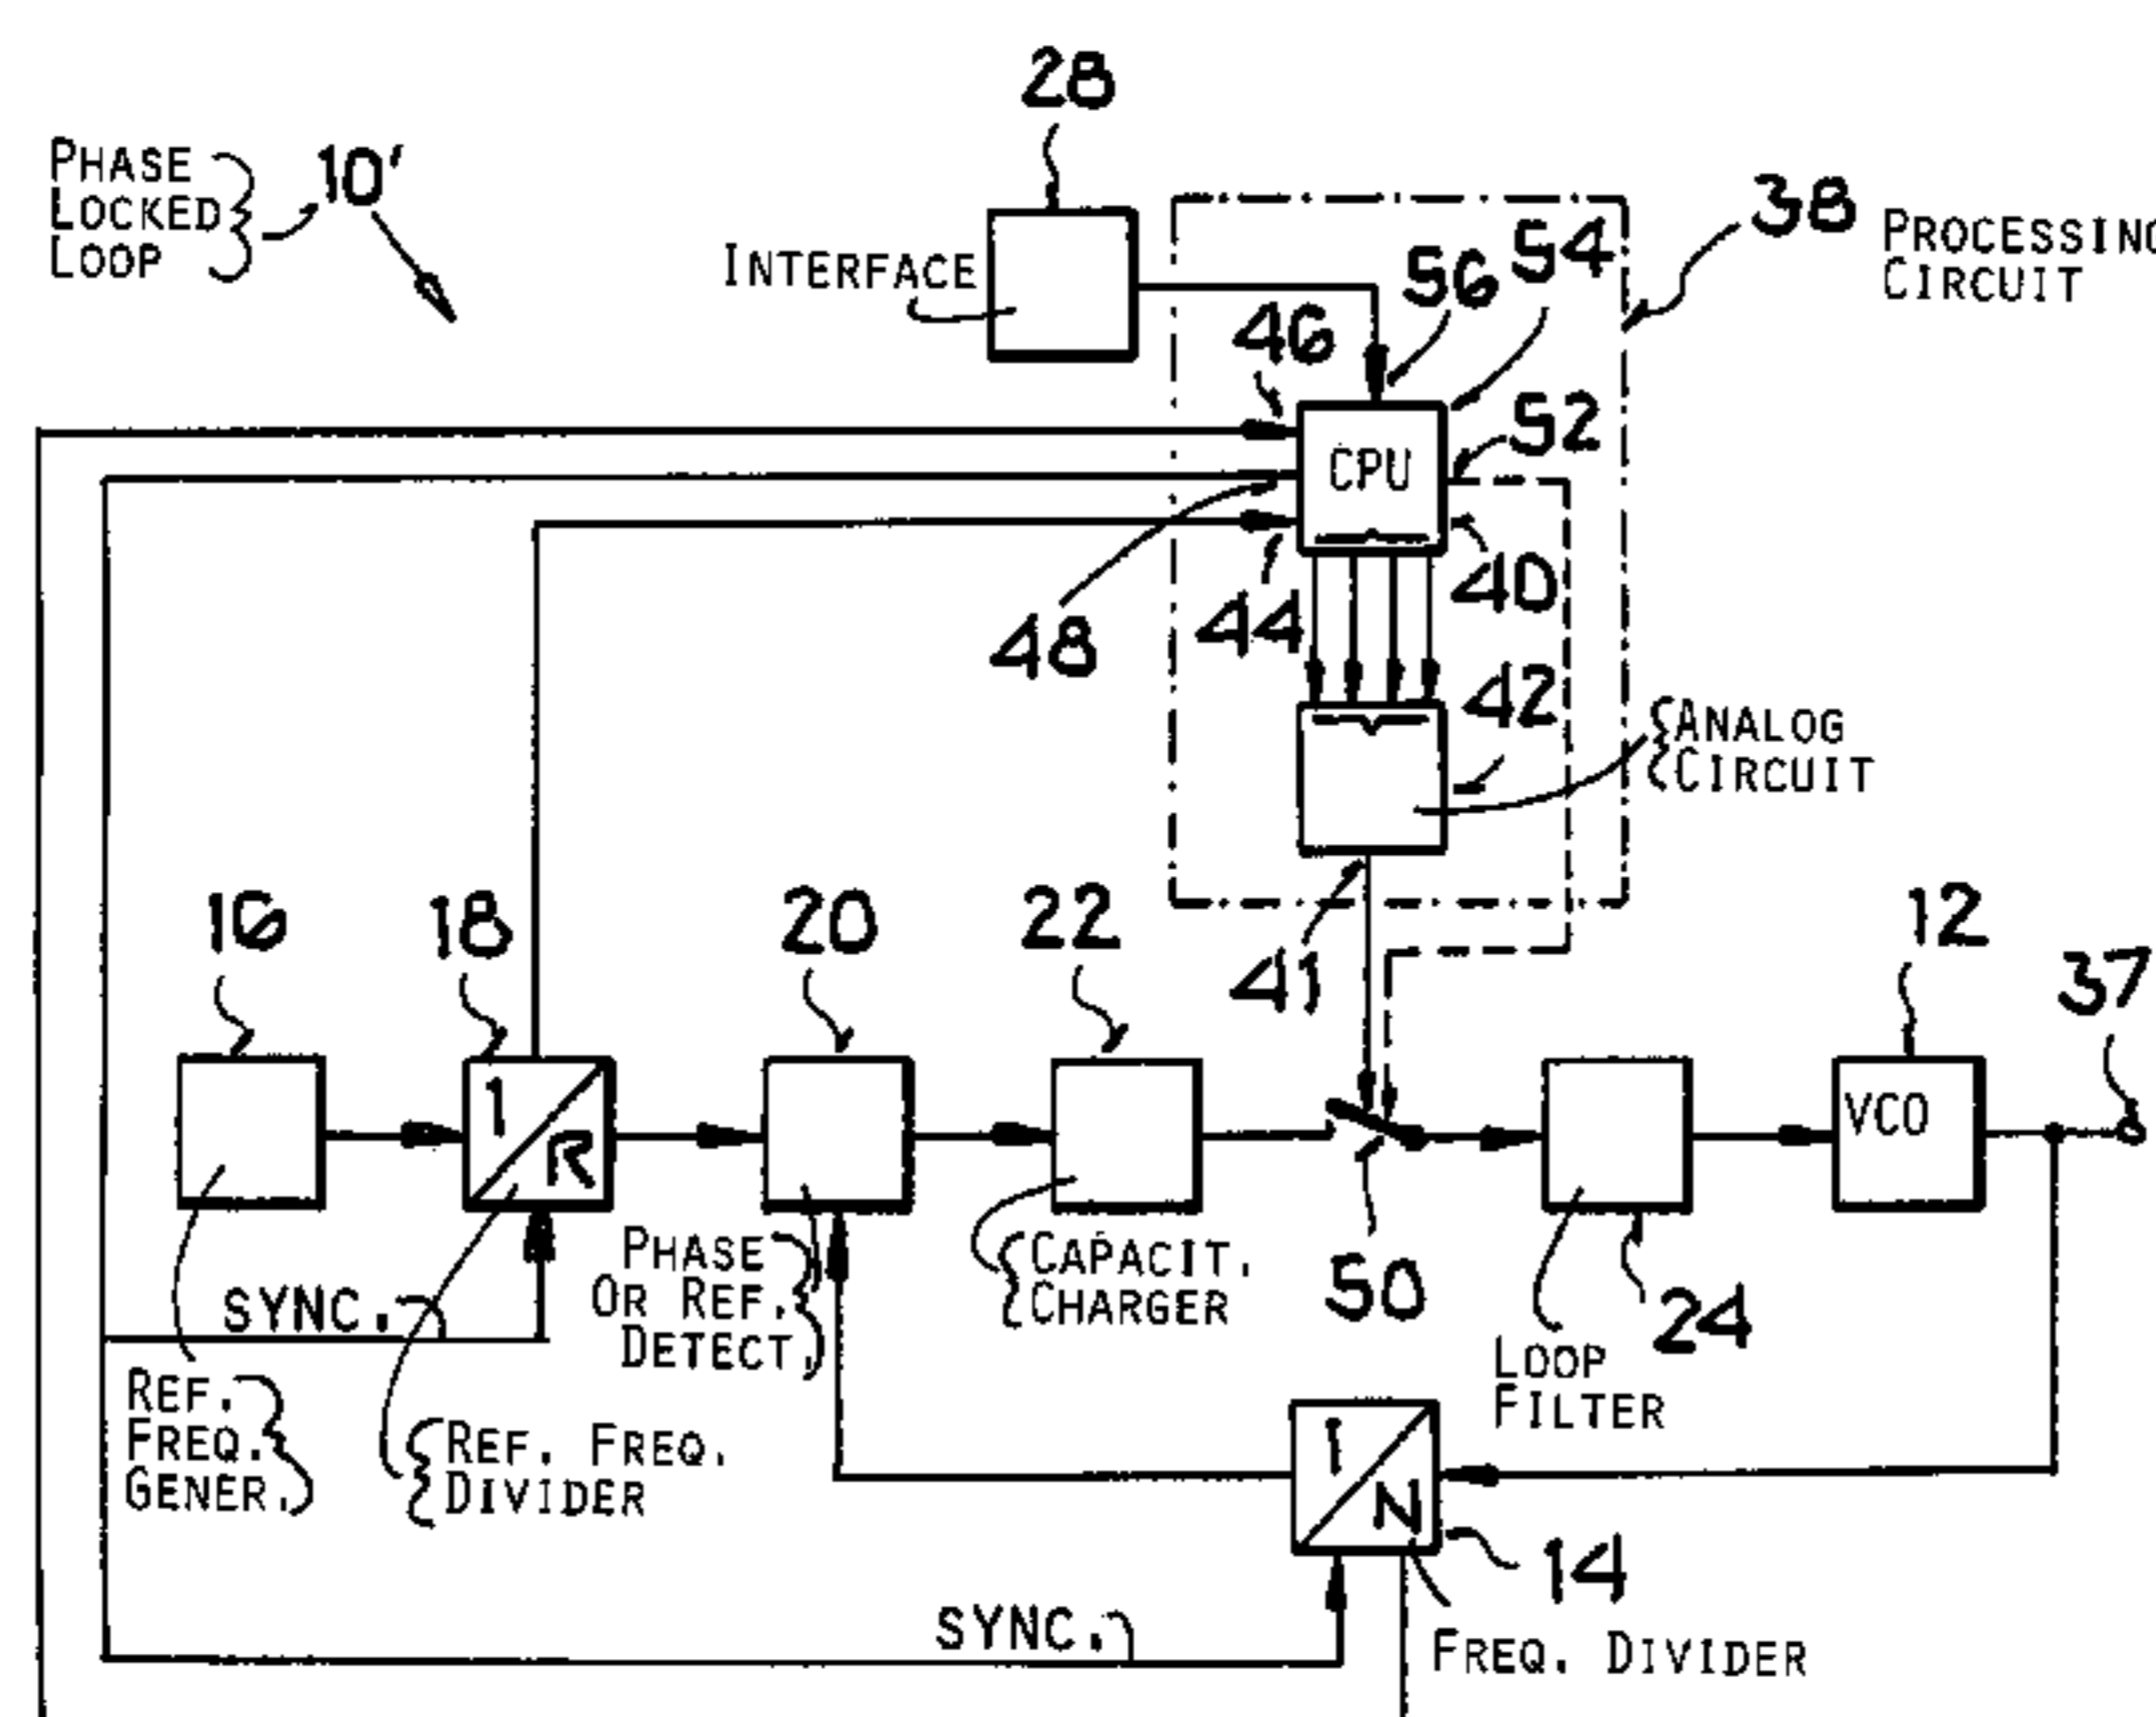 28
PHASE
LOCKED
LOOP
10'
38
PROCESSING
CIRCUIT
INTERFACE
56
54
46
52
CPU
40
44
48
42
ANALOG
CIRCUIT
41
16
18
20
22
12
37
1
R
VCO
PHASE
OR REF.
DETECT.
CAPACIT.
CHARGER
50
24
SYNC.
LOOP
FILTER
REF.
FREQ.
GENER.
REF. FREQ.
DIVIDER
1
N
14
SYNC.
FREQ. DIVIDER